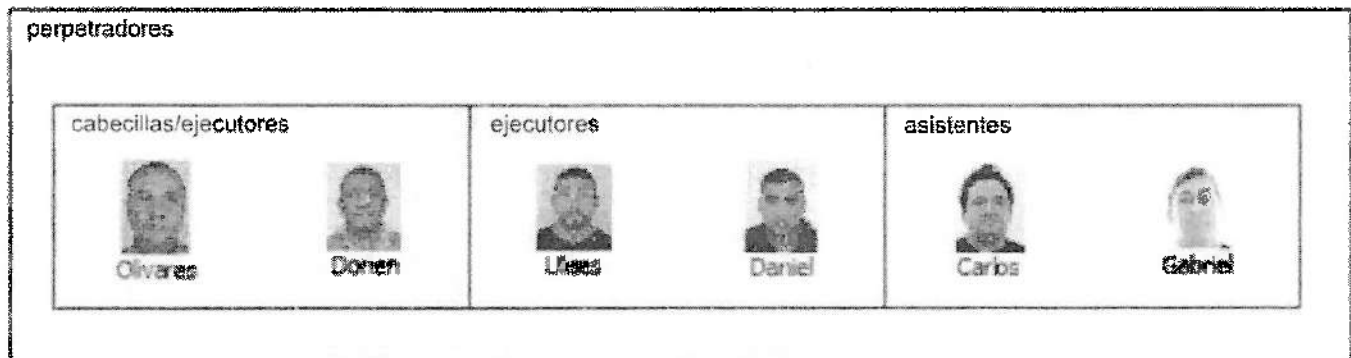 perpetradores
cabecillas/ejecutores
ejecutores
asistentes
Olivares
Donen
Daniel
Carlos
Gabriel